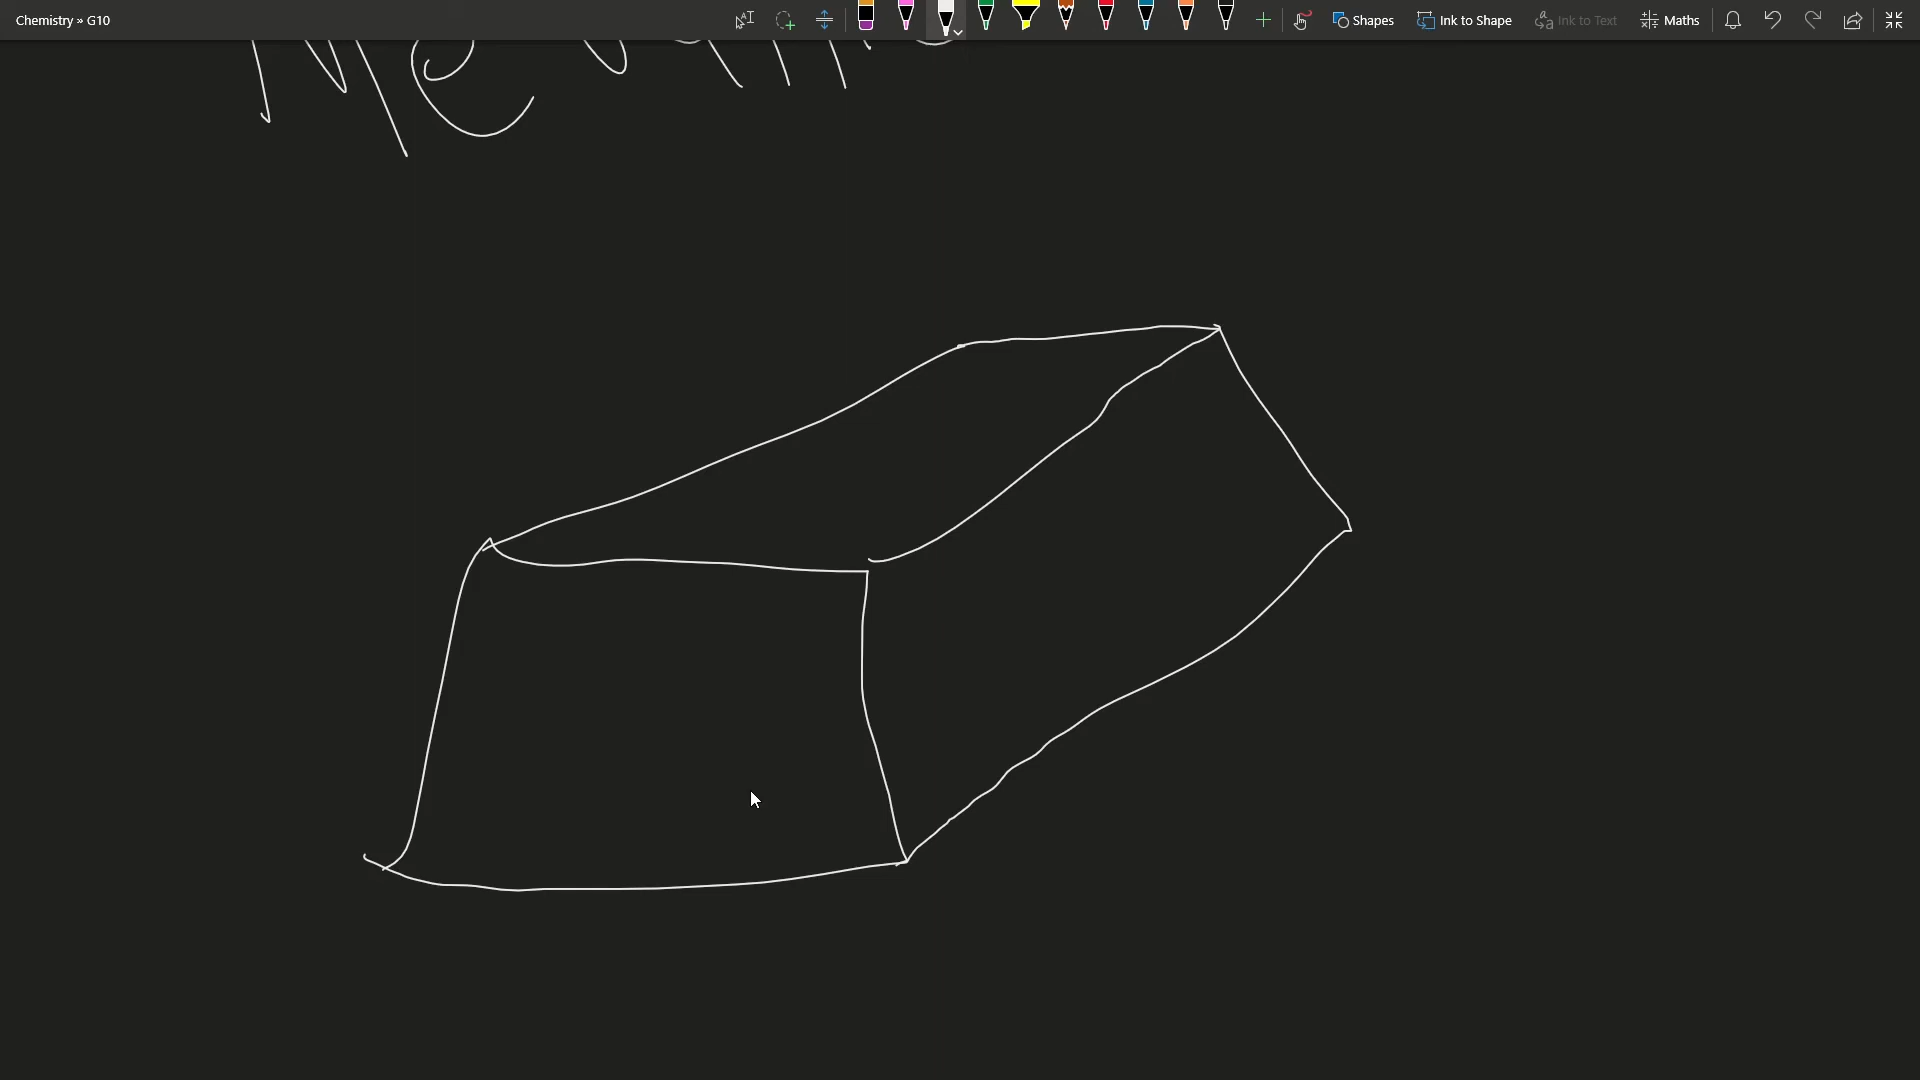 Chemistry » G10
Shapes
Ink to Shape
Ink to Text
Maths